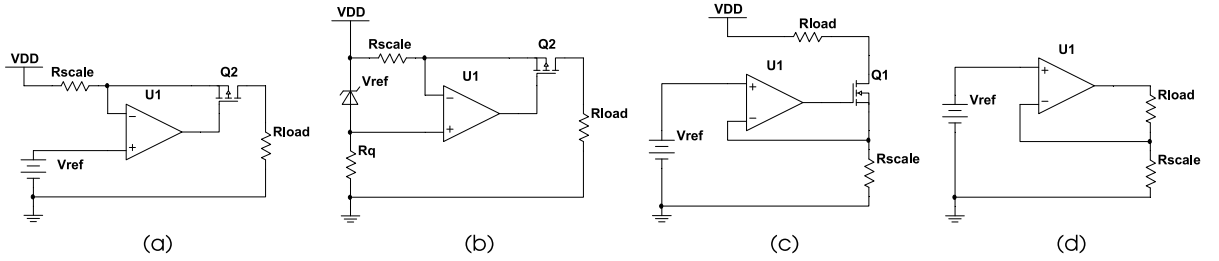 VDD
Rscale
Q2
U1
−
+
Vref
Rload
(a)
VDD
Rscale
Q2
Vref
U1
−
+
Rq
Rload
(b)
VDD
Rload
U1
Q1
+
−
Vref
Rscale
(c)
U1
+
−
Vref
Rload
Rscale
(d)